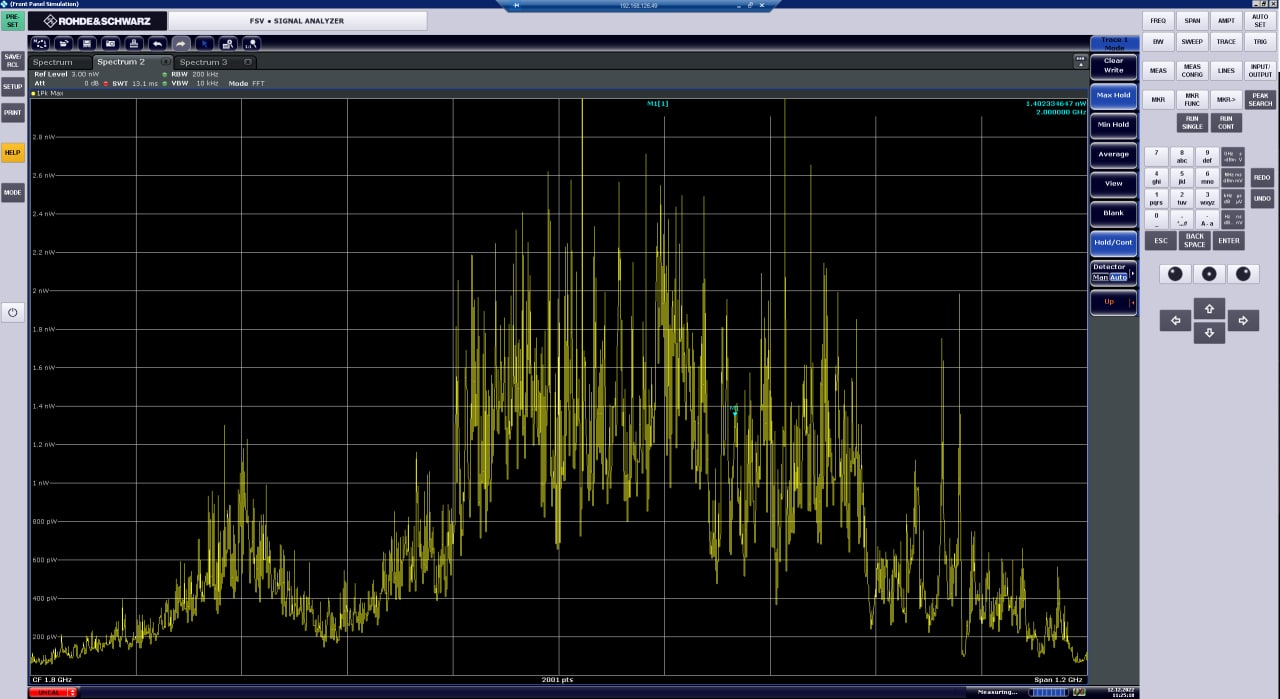 (Front Panel Simulation)
192.168.126.49
PRE-
SET
ROHDE&SCHWARZ
FSV • SIGNAL ANALYZER
FREQ
SPAN
AMPT
AUTO
SET
BW
SWEEP
TRACE
TRIG
Trace 1
Mode
SAVE/
RCL
Spectrum
Spectrum 2
Spectrum 3
Clear
Write
MEAS
MEAS
CONFIG
LINES
INPUT/
OUTPUT
Ref Level 3.00 nW
RBW 200 kHz
Att 0 dB SWT 13.1 ms VBW 10 kHz Mode FFT
SETUP
1Pk Max
Max Hold
MKR
MKR
FUNC
MKR->
PEAK
SEARCH
M1[1]
1.402334647 nW
2.000000 GHz
PRINT
Min Hold
RUN
SINGLE
RUN
CONT
2.8 nW
HELP
Average
7
8
abc
9
def
2.6 nW
View
4
ghi
5
jkl
6
mno
REDO
MODE
1
pqrs
2
tuv
3
wxyz
UNDO
2.4 nW
Blank
0
_
A - a
2.2 nW
Hold/Cont
ESC
BACK
SPACE
ENTER
Detector
Man Auto
2 nW
Up
1.8 nW
1.6 nW
1.4 nW
M1
1.2 nW
1 nW
800 pW
600 pW
400 pW
200 pW
CF 1.8 GHz
2001 pts
Span 1.2 GHz
UNCAL
Measuring...
12.12.2022
11:25:18